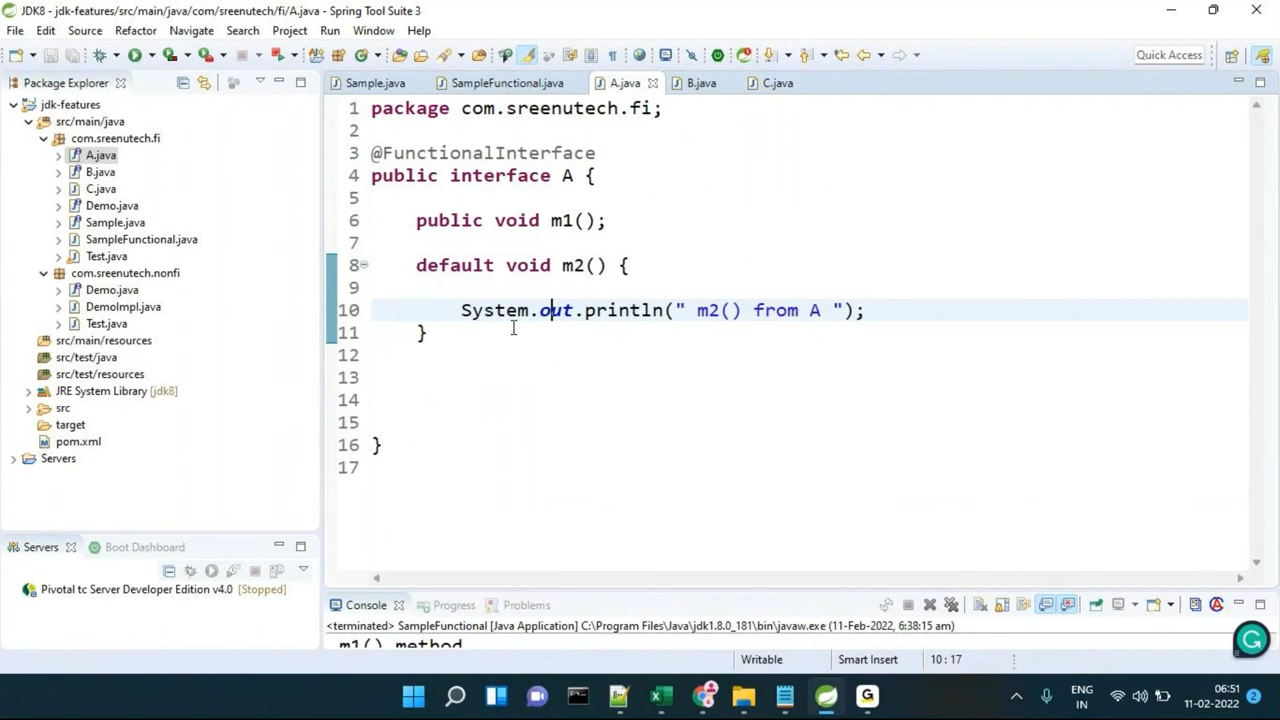 JDK8 - jdk-features/src/main/java/com/sreenutech/fi/A.java - Spring Tool Suite 3
File Edit Source Refactor Navigate Search Project Run Window Help
Quick Access
Package Explorer
jdk-features
src/main/java
com.sreenutech.fi
A.java
B.java
C.java
Demo.java
Sample.java
SampleFunctional.java
Test.java
com.sreenutech.nonfi
Demo.java
DemoImpl.java
Test.java
src/main/resources
src/test/java
src/test/resources
JRE System Library [jdk8]
src
target
pom.xml
Servers
Servers Boot Dashboard
Pivotal tc Server Developer Edition v4.0 [Stopped]
Sample.java SampleFunctional.java A.java B.java C.java
1 package com.sreenutech.fi;
2
3 @FunctionalInterface
4 public interface A {
5
6 public void m1();
7
8 default void m2() {
9
10 System.out.println(" m2() from A ");
11 }
12
13
14
15
16 }
17
Console Progress Problems
<terminated> SampleFunctional [Java Application] C:\Program Files\Java\jdk1.8.0_181\bin\javaw.exe (11-Feb-2022, 6:38:15 am)
m1() method
Writable Smart Insert 10 : 17
ENG
IN
06:51
11-02-2022
2